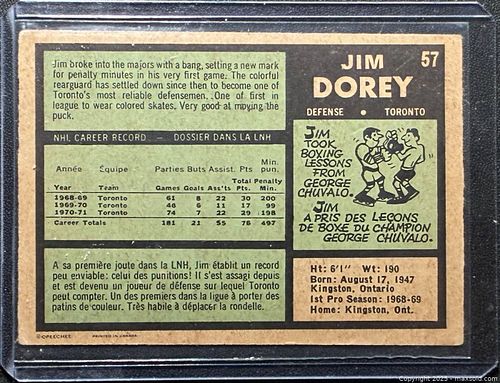 Jim broke into the majors with a bang, setting a new mark
for penalty minutes in his very first game. The colorful
rearguard has settled down since then to become one of
Toronto's most reliable defensemen. One of first in
league to wear colored skates. Very good at moving the
puck.
JIM
DOREY
57
DEFENSE • TORONTO
NHL CAREER RECORD — DOSSIER DANS LA LNH
Année Équipe Parties Buts Assist. Pts pun.
Total Penalty Min.
Year Team Games Goals Ass'ts Pts Min.
1968-69 Toronto 61 8 22 30 200
1969-70 Toronto 46 6 11 17 99
1970-71 Toronto 74 7 22 29 198
Career Totals 181 21 55 76 497
JIM
TOOK
BOXING
LESSONS
FROM
GEORGE
CHUVALO.
JIM
A PRIS DES LEÇONS
DE BOXE DU CHAMPION
GEORGE CHUVALO.
A sa première joute dans la LNH, Jim établit un record
peu enviable: celui des punitions! Il s'est assagi depuis
et est devenu un joueur de défense sur lequel Toronto
peut compter. Un des premiers dans la ligue à porter des
patins de couleur. Très habile à déplacer la rondelle.
Ht: 6'1" Wt: 190
Born: August 17, 1947
Kingston, Ontario
1st Pro Season: 1968-69
Home: Kingston, Ont.
©OPEECHEE PRINTED IN CANADA
Copyright 2025 - maxsold.com